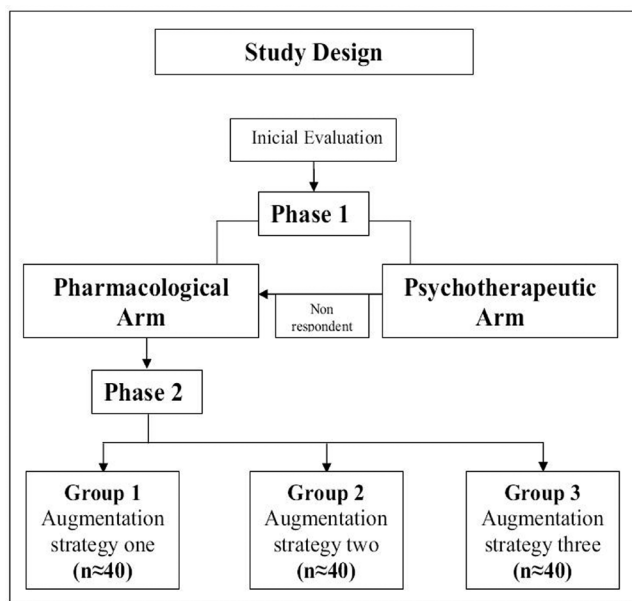 Study Design
Inicial Evaluation
Phase 1
Pharmacological
Arm
Non
respondent
Psychotherapeutic
Arm
Phase 2
Group 1
Augmentation
strategy one
(n≈40)
Group 2
Augmentation
strategy two
(n≈40)
Group 3
Augmentation
strategy three
(n≈40)